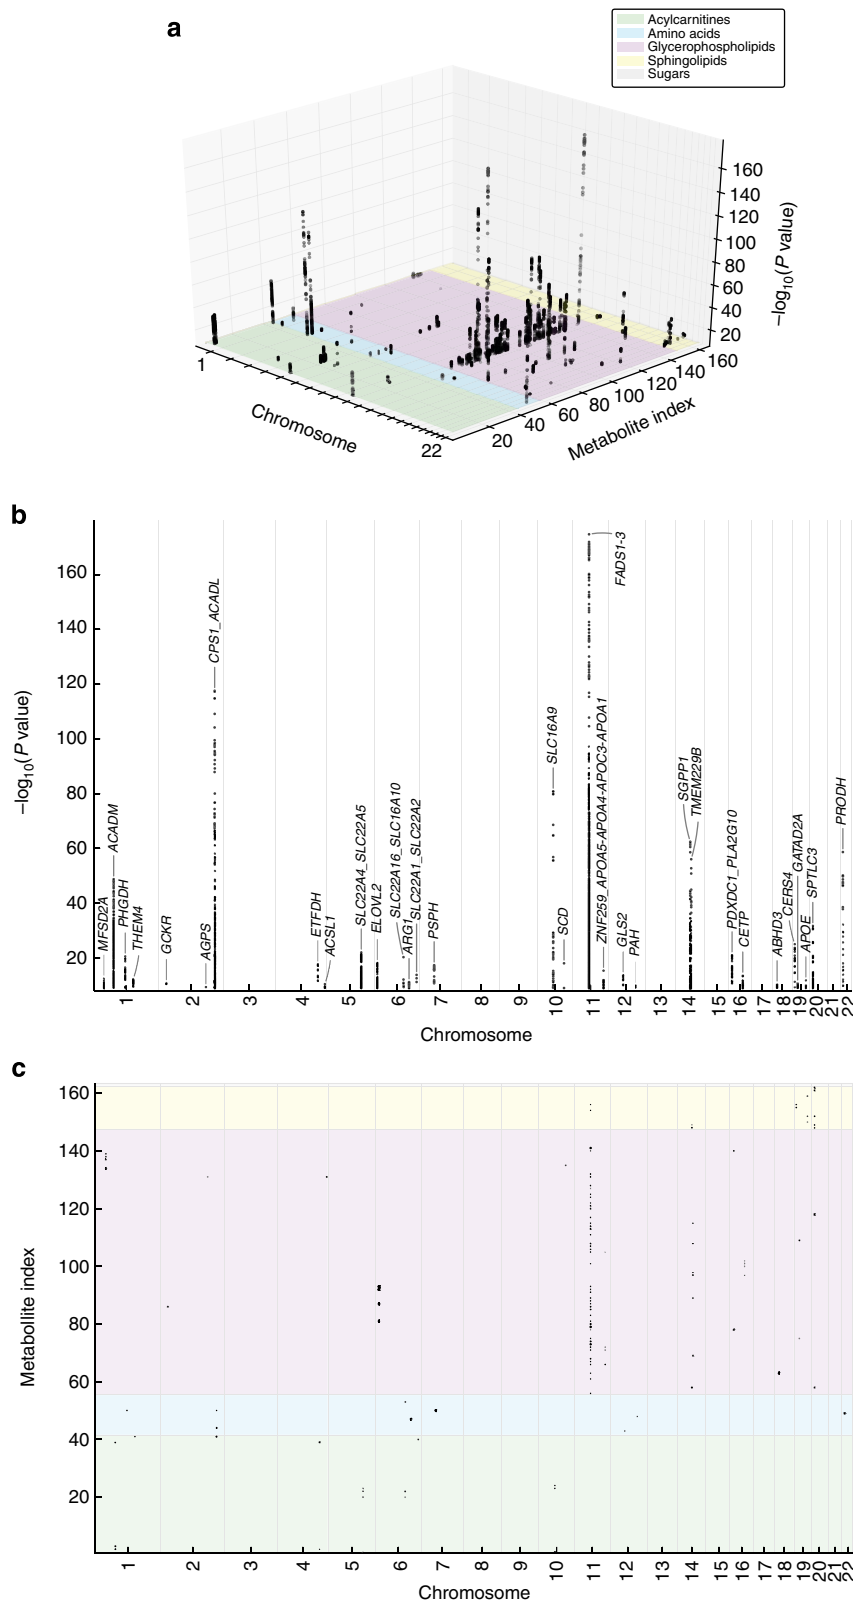 a
Acylcarnitines
Amino acids
Glycerophospholipids
Sphingolipids
Sugars
160
140
120
100
80
60
40
20
−log10(P value)
1
22
Chromosome
20
40
60
80
100
120
140
160
Metabolite index
b
160
140
120
100
80
60
40
20
−log10(P value)
MFSD2A
ACADM
PHGDH
THEM4
GCKR
AGPS
CPS1_ACADL
ETFDH
ACSL1
SLC22A4_SLC22A5
ELOVL2
SLC22A16_SLC16A10
ARG1
SLC22A1_SLC22A2
PSPH
SLC16A9
SCD
FADS1-3
ZNF259_APOA5-APOA4-APOC3-APOA1
GLS2
PAH
SGPP1
TMEM229B
PDXDC1_PLA2G10
CETP
ABHD3
CERS4
GATAD2A
APOE
SPTLC3
PRODH
1
2
3
4
5
6
7
8
9
10
11
12
13
14
15
16
17
18
19
20
21
22
Chromosome
c
160
140
120
100
80
60
40
20
Metabollite index
1
2
3
4
5
6
7
8
9
10
11
12
13
14
15
16
17
18
19
20
21
22
Chromosome